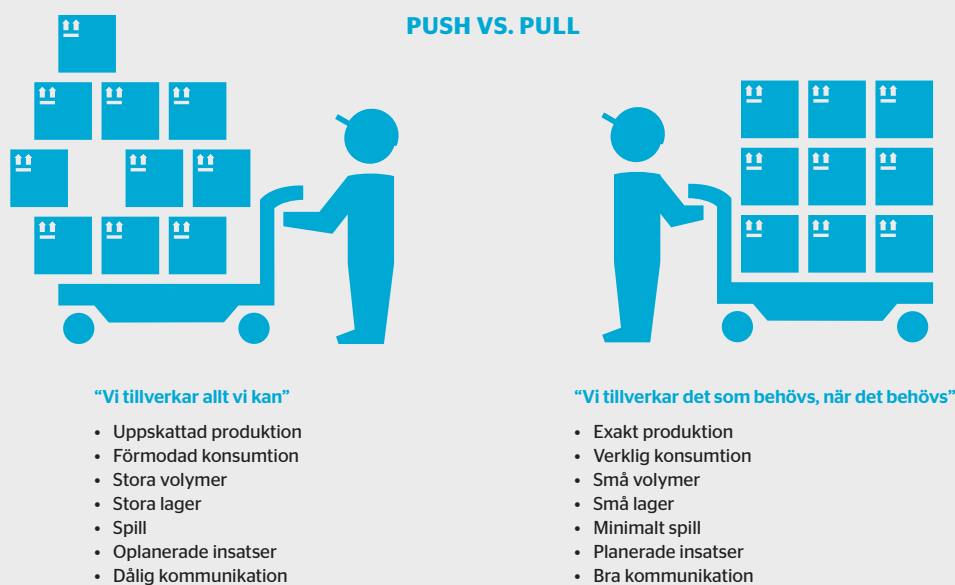 PUSH VS. PULL
“Vi tillverkar allt vi kan”
• Uppskattad produktion
• Förmodad konsumtion
• Stora volymer
• Stora lager
• Spill
• Oplanerade insatser
• Dålig kommunikation
“Vi tillverkar det som behövs, när det behövs”
• Exakt produktion
• Verklig konsumtion
• Små volymer
• Små lager
• Minimalt spill
• Planerade insatser
• Bra kommunikation